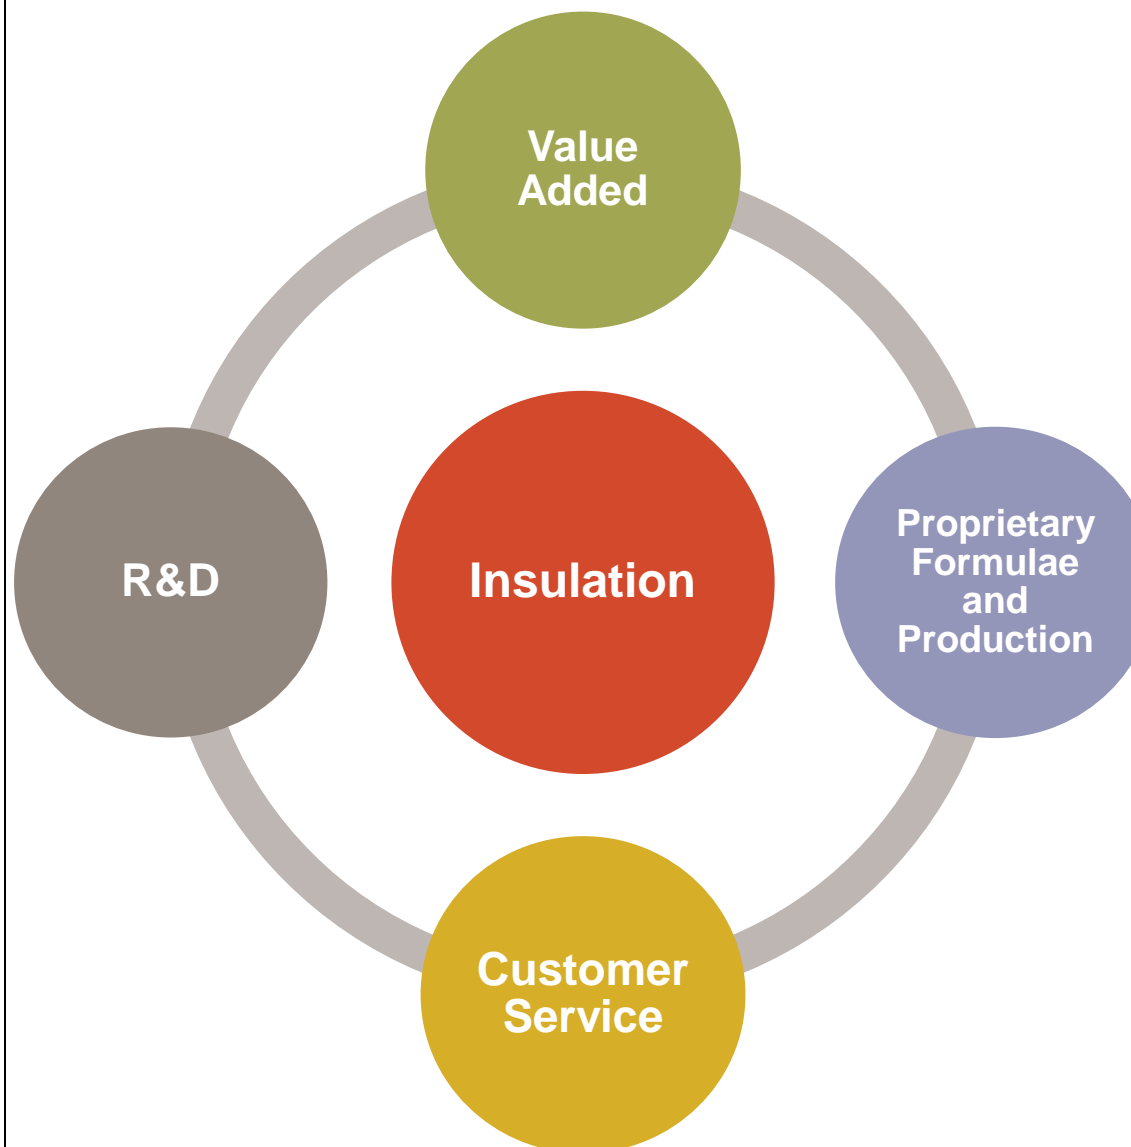 Value
Added
R&D
Insulation
Proprietary
Formulae
and
Production
Customer
Service